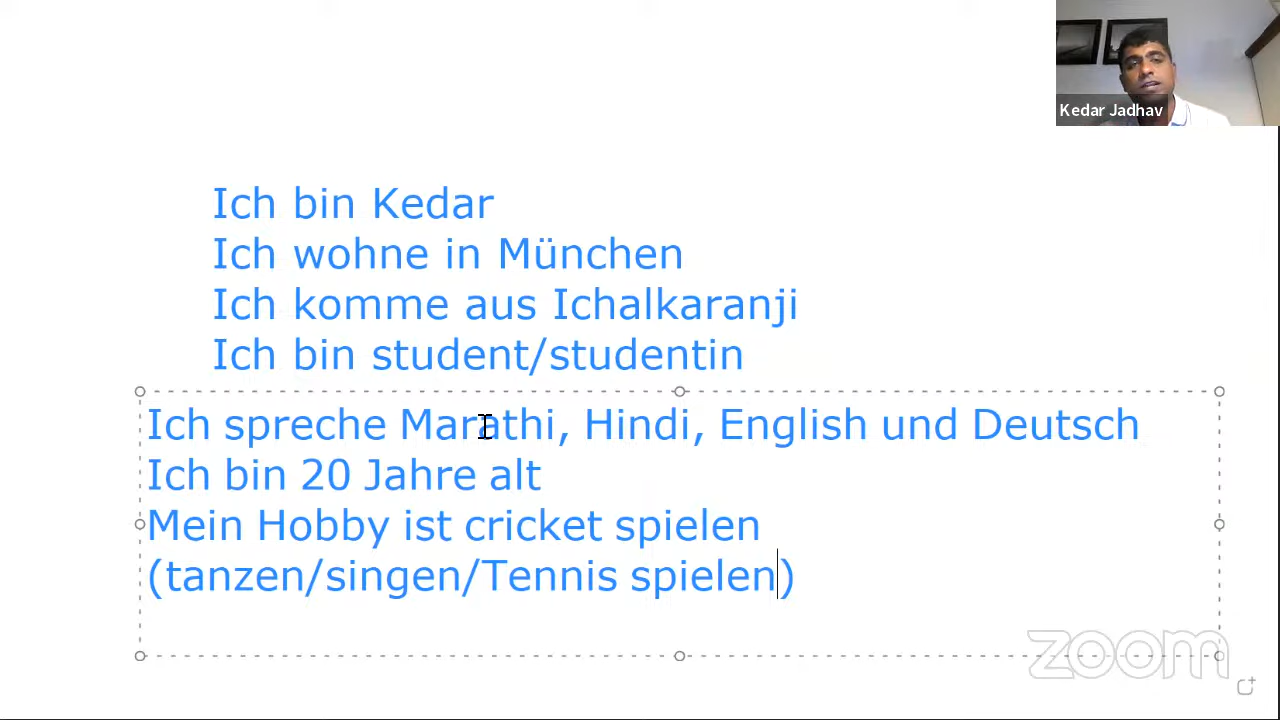 Kedar Jadhav
Ich bin Kedar
Ich wohne in München
Ich komme aus Ichalkaranji
Ich bin student/studentin
Ich spreche Marathi, Hindi, English und Deutsch
Ich bin 20 Jahre alt
Mein Hobby ist cricket spielen
(tanzen/singen/Tennis spielen)
zoom